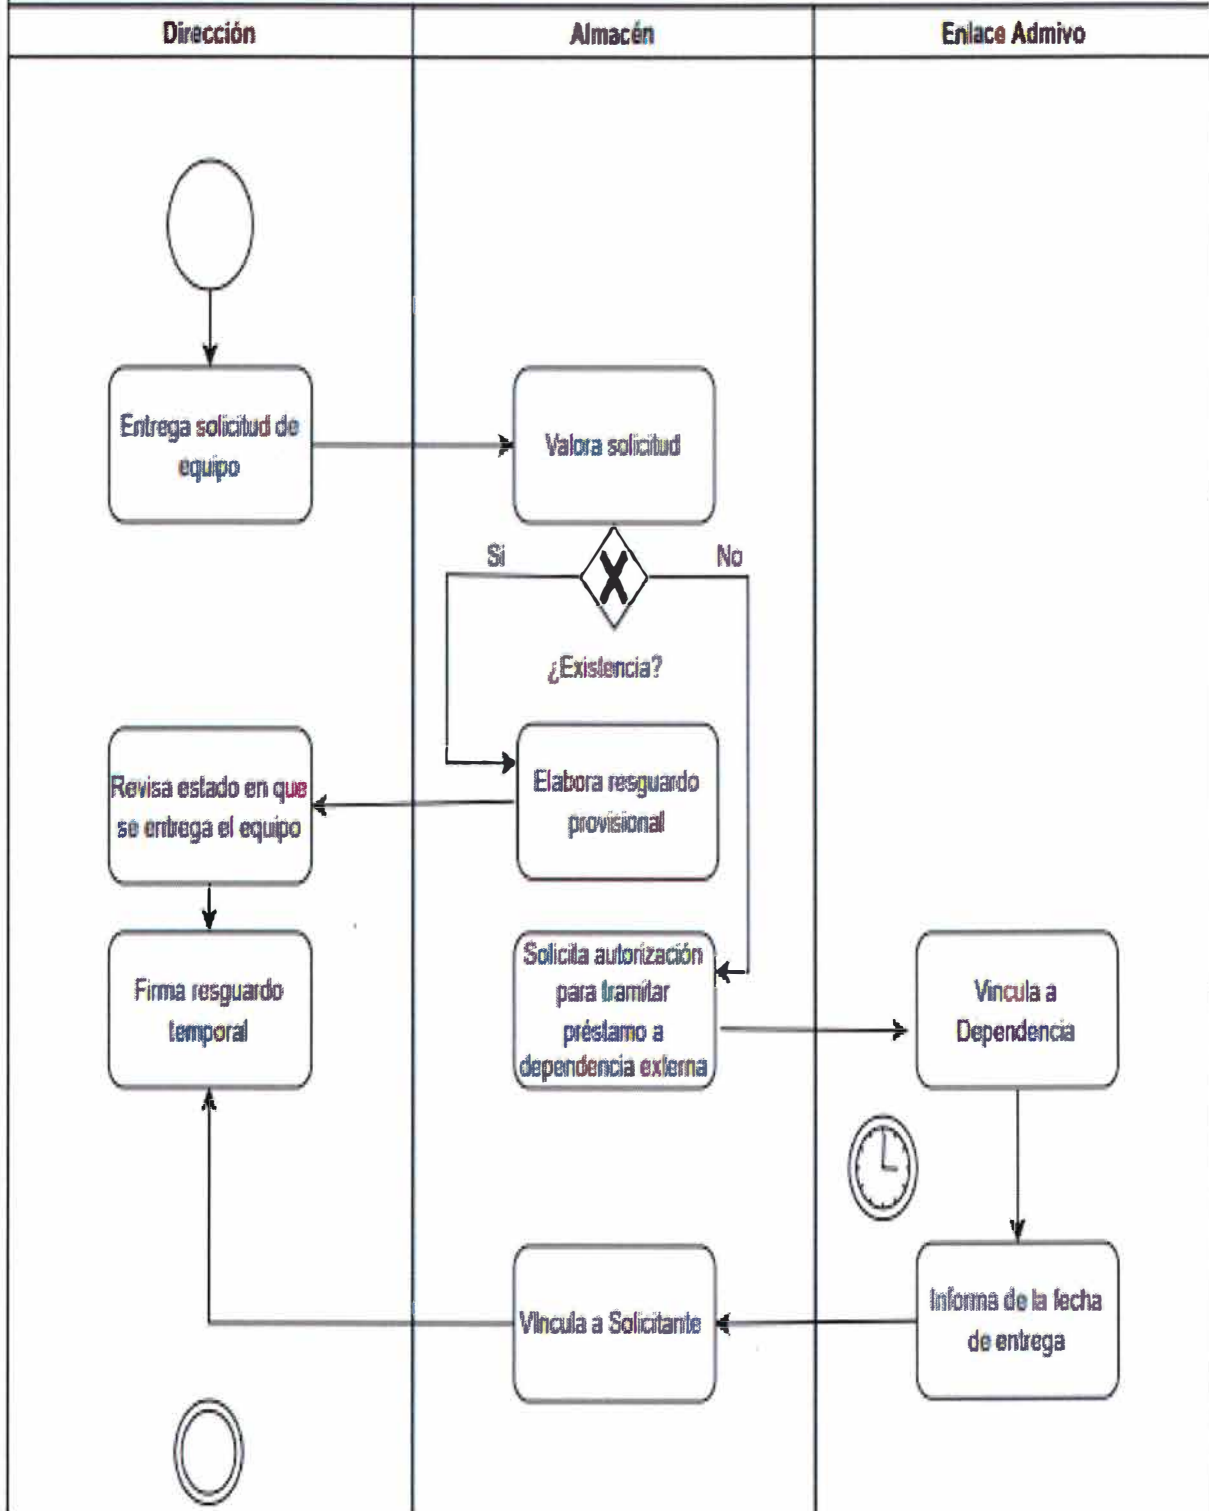 Dirección
Almacén
Enlace Admivo
Entrega solicitud de
equipo
Valora solicitud
Si
No
¿Existencia?
Revisa estado en que
se entrega el equipo
Elabora resguardo
provisional
Firma resguardo
temporal
Solicita autorización
para tramitar
préstamo a
dependencia externa
Vincula a
Dependencia
VIncula a Solicitante
Informa de la fecha
de entrega